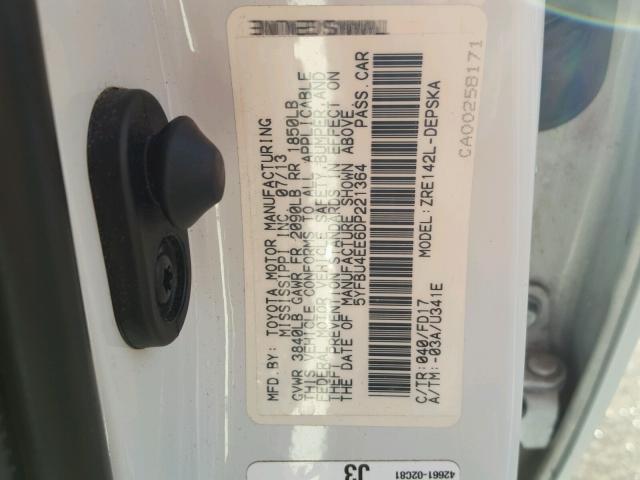 MFD. BY: TOYOTA MOTOR MANUFACTURING
MISSISSIPPI INC. 07/13
GVWR 3840LB GAWR FR 2090LB RR 1850LB
THIS VEHICLE CONFORMS TO ALL APPLICABLE
FEDERAL MOTOR VEHICLE SAFETY, BUMPER, AND
THEFT PREVENTION STANDARDS IN EFFECT ON
THE DATE OF MANUFACTURE SHOWN ABOVE.
5YFBU4EE6DP221364 PASS. CAR
C/TR: 040/FD17 MODEL: ZRE142L-DEPSKA
A/TM: -03A/U341E
CA00258171
42661-02C81
J3